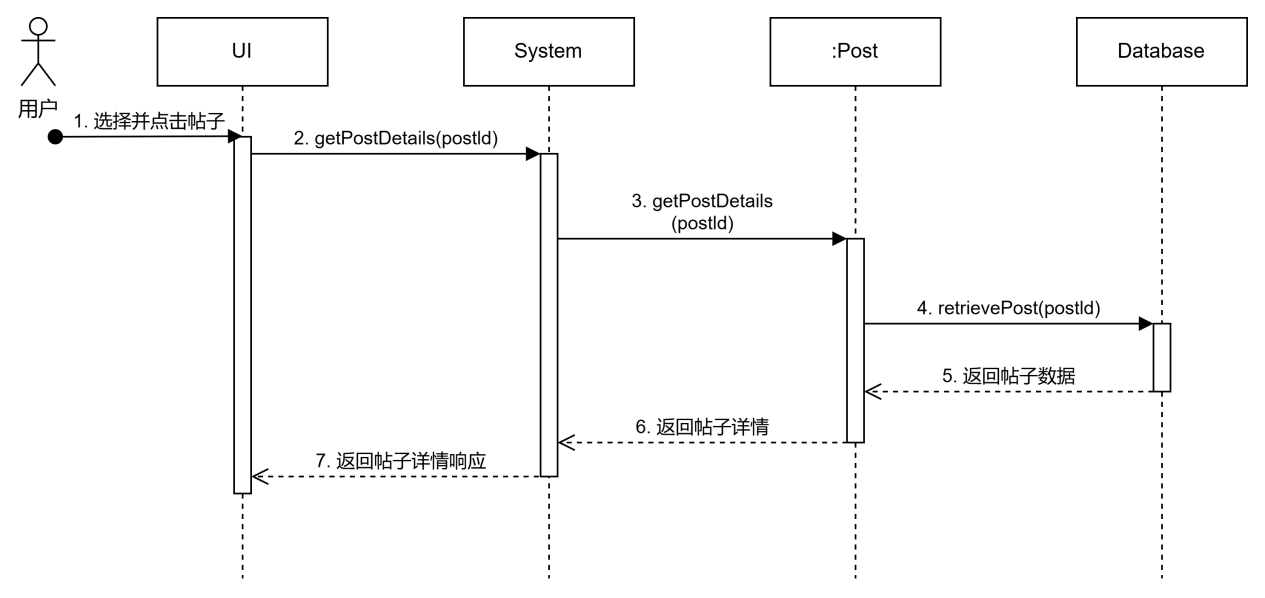 UI
System
:Post
Database
用户
1. 选择并点击帖子
2. getPostDetails(postId)
3. getPostDetails
(postId)
4. retrievePost(postId)
5. 返回帖子数据
6. 返回帖子详情
7. 返回帖子详情响应